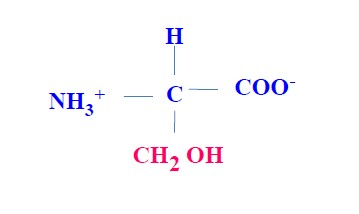 H
NH₃⁺ C COO⁻
CH₂ OH